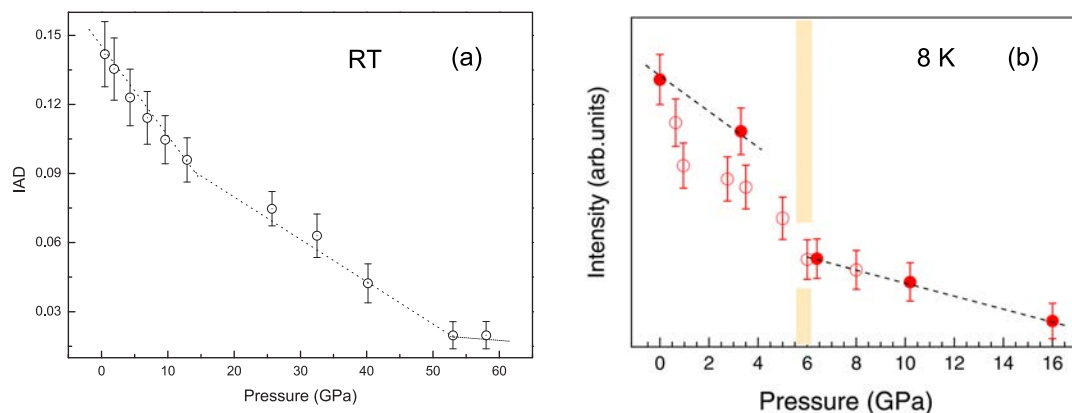 RT (a)
IAD
0.15
0.12
0.09
0.06
0.03
0 10 20 30 40 50 60
Pressure (GPa)
8 K (b)
Intensity (arb.units)
0 2 4 6 8 10 12 14 16
Pressure (GPa)